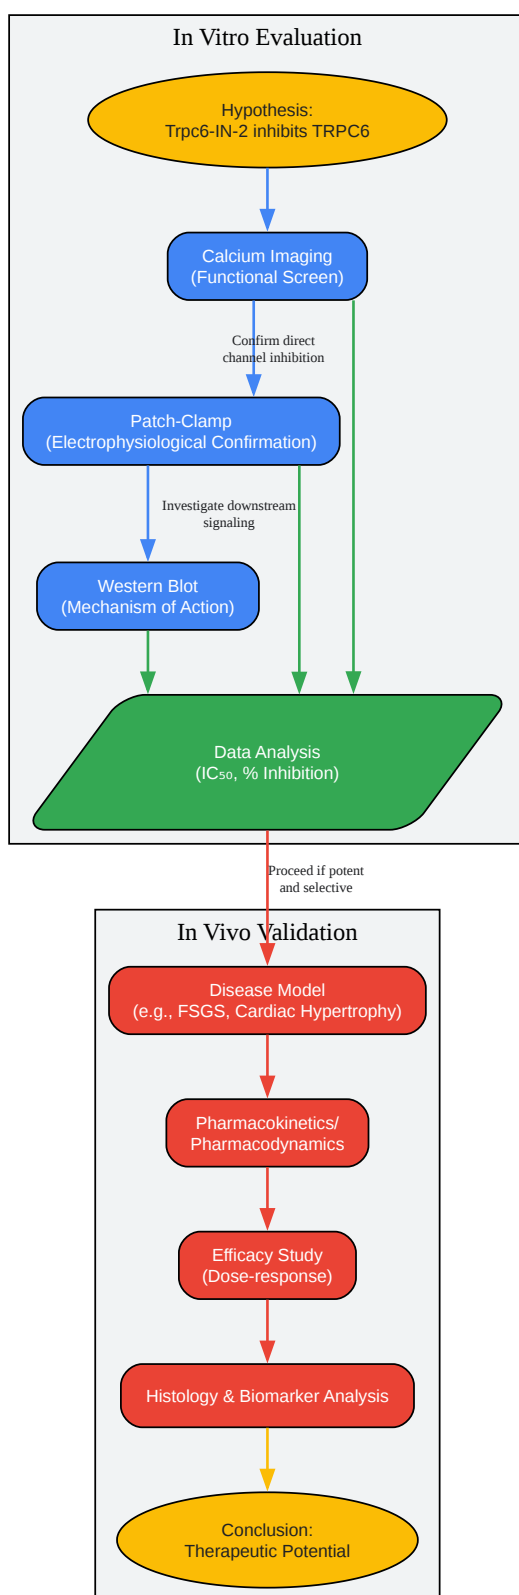 In Vitro Evaluation
Hypothesis:
Trpc6-IN-2 inhibits TRPC6
Calcium Imaging
(Functional Screen)
Confirm direct
channel inhibition
Patch-Clamp
(Electrophysiological Confirmation)
Investigate downstream
signaling
Western Blot
(Mechanism of Action)
Data Analysis
(IC₅₀, % Inhibition)
Proceed if potent
and selective
In Vivo Validation
Disease Model
(e.g., FSGS, Cardiac Hypertrophy)
Pharmacokinetics/
Pharmacodynamics
Efficacy Study
(Dose-response)
Histology & Biomarker Analysis
Conclusion:
Therapeutic Potential